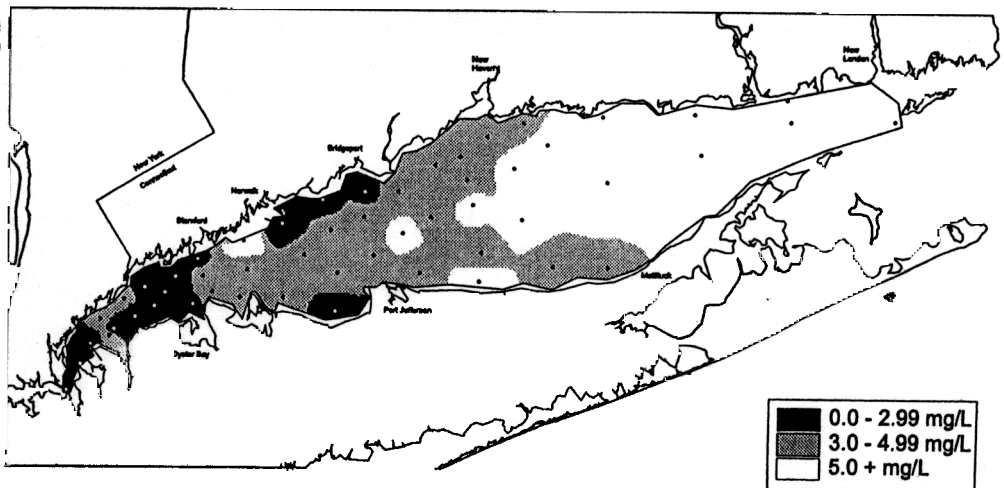 New
Haven
New
London
New York
Connecticut
Bridgeport
Norwalk
Stamford
Mattituck
Port Jefferson
Oyster Bay
0.0 - 2.99 mg/L
3.0 - 4.99 mg/L
5.0 + mg/L